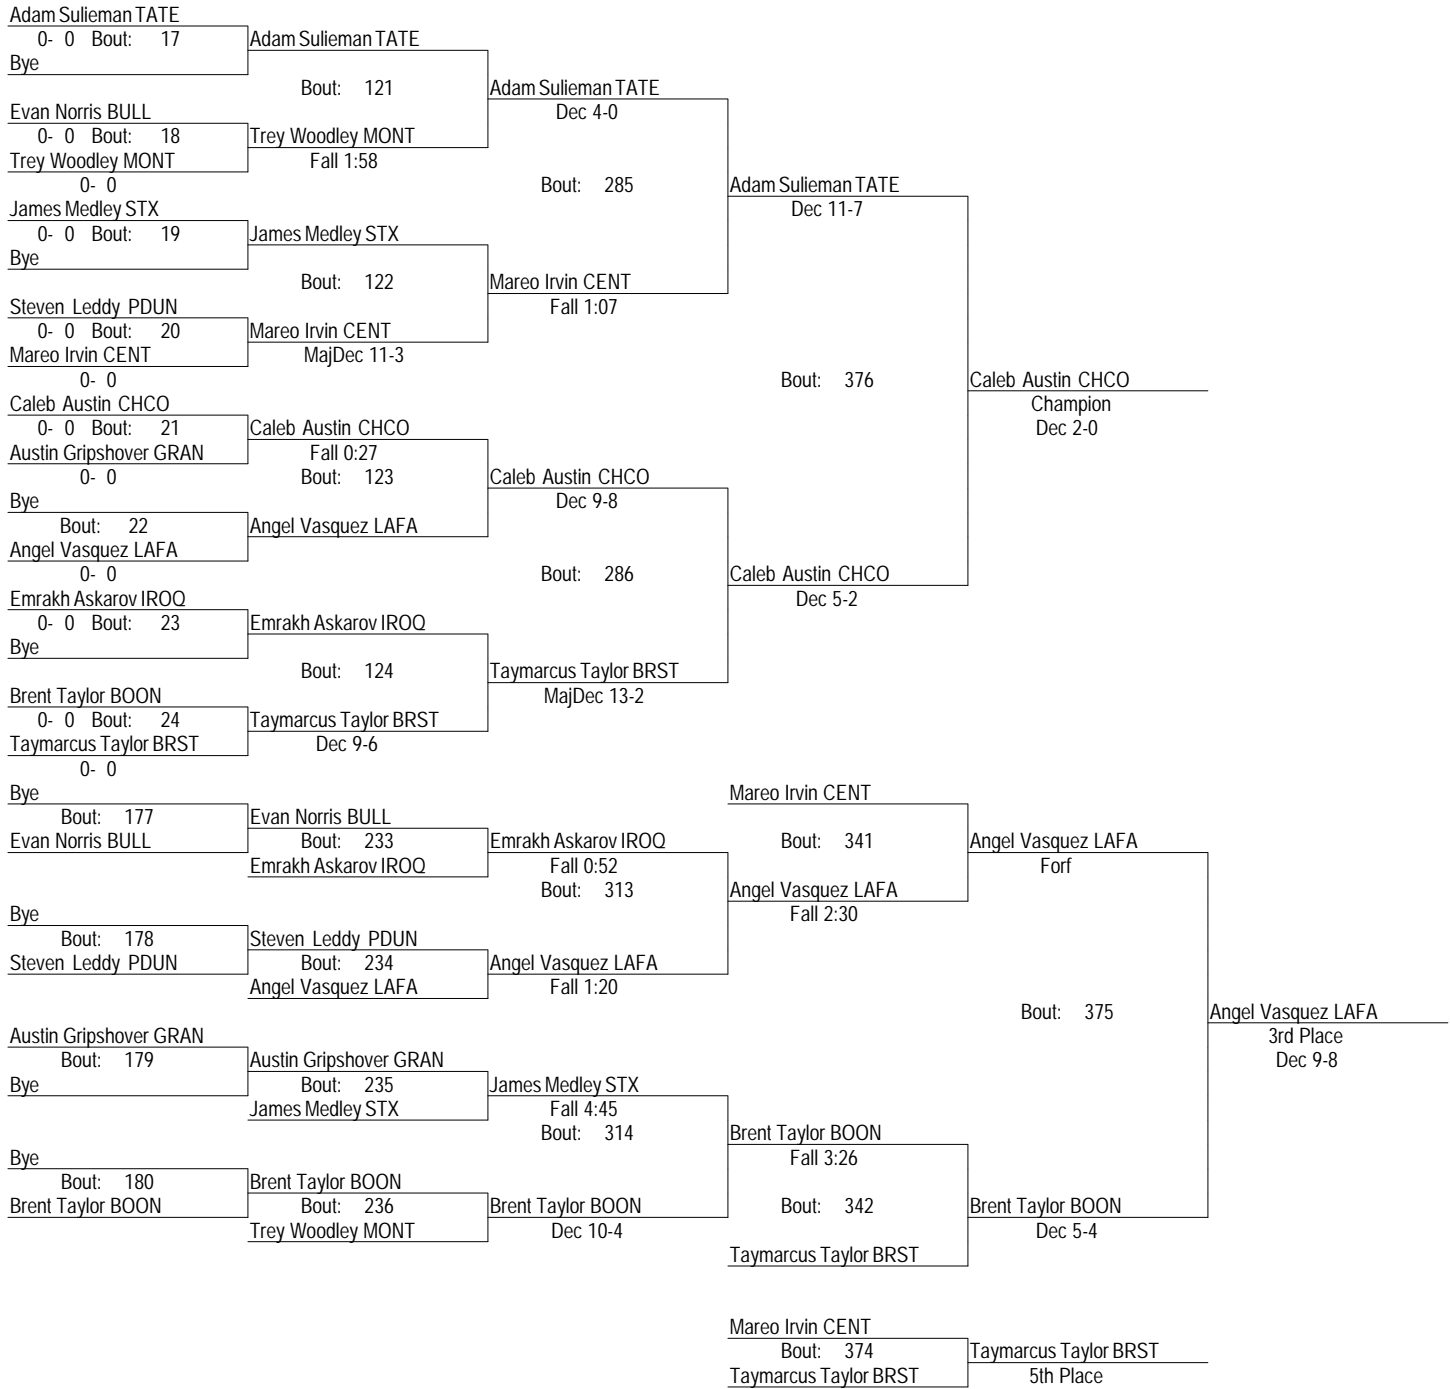 Adam Sulieman TATE
0- 0 Bout: 17 Adam Sulieman TATE
Bye
Bout: 121 Adam Sulieman TATE
Evan Norris BULL Dec 4-0
0- 0 Bout: 18 Trey Woodley MONT
Trey Woodley MONT Fall 1:58
0- 0 Bout: 285 Adam Sulieman TATE
James Medley STX Dec 11-7
0- 0 Bout: 19 James Medley STX
Bye
Bout: 122 Mareo Irvin CENT
Steven Leddy PDUN Fall 1:07
0- 0 Bout: 20 Mareo Irvin CENT
Mareo Irvin CENT MajDec 11-3
0- 0 Bout: 376 Caleb Austin CHCO
Caleb Austin CHCO Champion
0- 0 Bout: 21 Caleb Austin CHCO Dec 2-0
Austin Gripshover GRAN Fall 0:27
0- 0 Bout: 123 Caleb Austin CHCO
Bye Dec 9-8
Bout: 22 Angel Vasquez LAFA
Angel Vasquez LAFA
0- 0 Bout: 286 Caleb Austin CHCO
Emrakh Askarov IROQ Dec 5-2
0- 0 Bout: 23 Emrakh Askarov IROQ
Bye
Bout: 124 Taymarcus Taylor BRST
Brent Taylor BOON MajDec 13-2
0- 0 Bout: 24 Taymarcus Taylor BRST
Taymarcus Taylor BRST Dec 9-6
0- 0
Bye Mareo Irvin CENT
Bout: 177 Evan Norris BULL
Evan Norris BULL Bout: 233 Emrakh Askarov IROQ Bout: 341 Angel Vasquez LAFA
Emrakh Askarov IROQ Fall 0:52 Forf
Bout: 313 Angel Vasquez LAFA
Bye Fall 2:30
Bout: 178 Steven Leddy PDUN
Steven Leddy PDUN Bout: 234 Angel Vasquez LAFA
Angel Vasquez LAFA Fall 1:20
Bout: 375 Angel Vasquez LAFA
Austin Gripshover GRAN 3rd Place
Bout: 179 Austin Gripshover GRAN Dec 9-8
Bye Bout: 235 James Medley STX
James Medley STX Fall 4:45
Bout: 314 Brent Taylor BOON
Bye Fall 3:26
Bout: 180 Brent Taylor BOON
Brent Taylor BOON Bout: 236 Brent Taylor BOON Bout: 342 Brent Taylor BOON
Trey Woodley MONT Dec 10-4 Dec 5-4
Taymarcus Taylor BRST
Mareo Irvin CENT
Bout: 374 Taymarcus Taylor BRST
Taymarcus Taylor BRST 5th Place